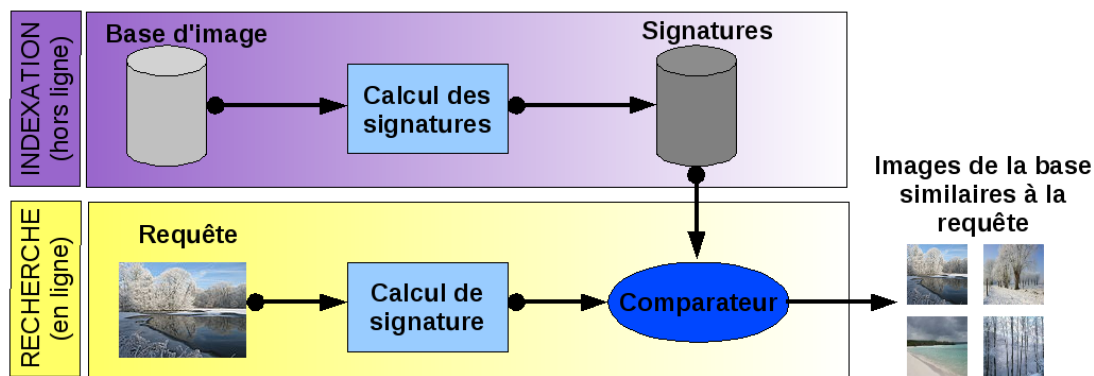 INDEXATION
(hors ligne)
Base d'image
Calcul des
signatures
Signatures
RECHERCHE
(en ligne)
Requête
Calcul de
signature
Comparateur
Images de la base
similaires à la
requête